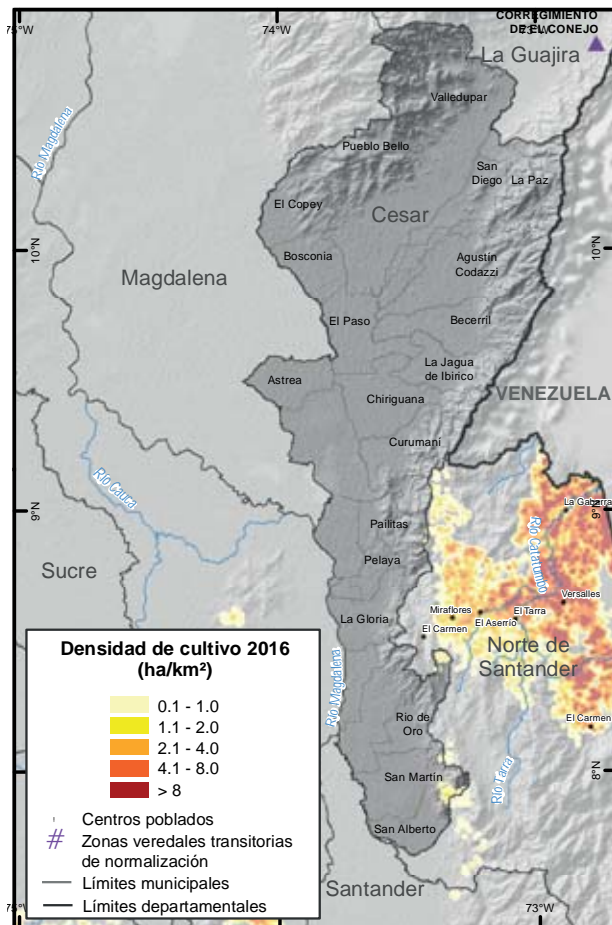 75°W
74°W
73°W
CORREGIMIENTO
DE EL CONEJO
La Guajira
Valledupar
Río Magdalena
Pueblo Bello
San
Diego
La Paz
El Copey
Cesar
10°N
Bosconia
Agustín
Codazzi
10°N
Magdalena
El Paso
Becerríl
La Jagua
de Ibirico
Astrea
VENEZUELA
Chiriguana
Curumaní
Río Cauca
La Gabarra
9°N
9°N
Pailitas
Río Catatumbo
Sucre
Pelaya
Versalles
Miraflores
La Gloria
El Aserrío
El Tarra
El Carmen
Norte de
Santander
Río Magdalena
Río de
Oro
El Carmen
8°N
San Martín
Río Tarra
San Alberto
Santander
Densidad de cultivo 2016
(ha/km²)
0.1 - 1.0
1.1 - 2.0
2.1 - 4.0
4.1 - 8.0
> 8
Centros poblados
# Zonas veredales transitorias
de normalización
Límites municipales
Límites departamentales
75°W
74°W
73°W